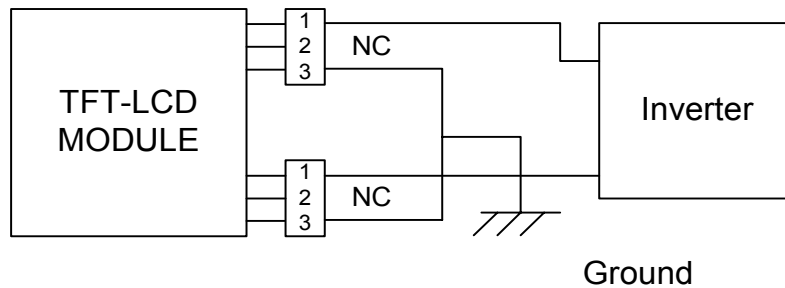 TFT-LCD
MODULE
1
2
3
NC
1
2
3
NC
Inverter
Ground